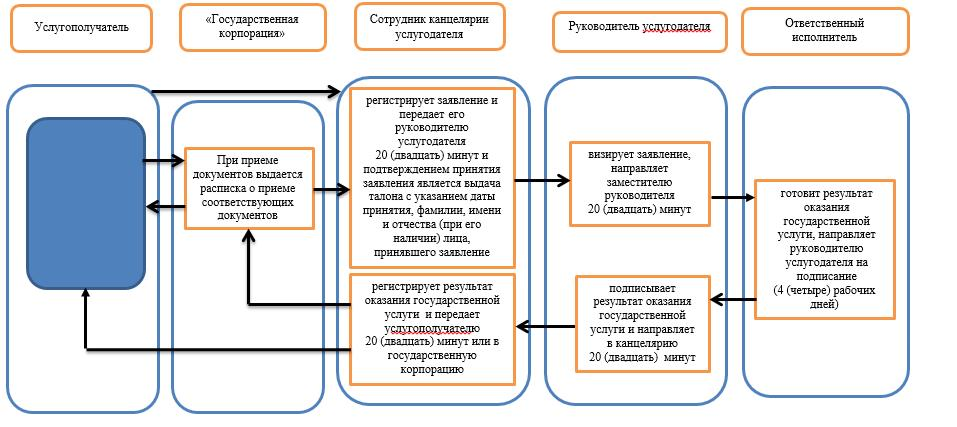 Услугополучатель
«Государственная
корпорация»
Сотрудник канцелярии
услугодателя
Руководитель услугодателя
Ответственный
исполнитель
При приеме
документов выдается
расписка о приеме
соответствующих
документов
регистрирует заявление и
передает его
руководителю
услугодателя
20 (двадцать) минут и
подтверждением принятия
заявления является выдача
талона с указанием даты
принятия, фамилии, имени
и отчества (при его
наличии) лица,
принявшего заявление
визирует заявление,
направляет
заместителю
руководителя
20 (двадцать) минут
готовит результат
оказания
государственной
услуги, направляет
руководителю
услугодателя на
подписание
(4 (четыре) рабочих
дней)
подписывает
результат оказания
государственной
услуги и направляет
в канцелярию
20 (двадцать) минут
регистрирует результат
оказания государственной
услуги и передает
услугополучателю
20 (двадцать) минут или в
государственную
корпорацию